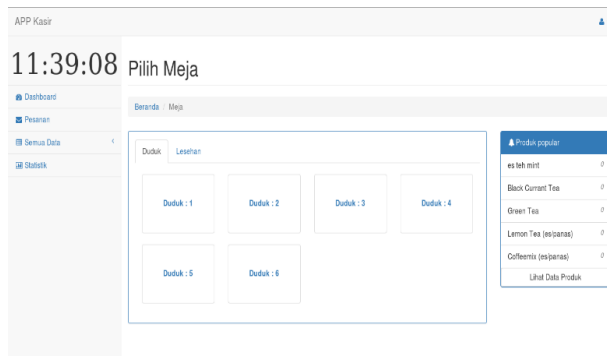 APP Kasir
11:39:08
Dashboard
Pesanan
Semua Data
Statistik
Pilih Meja
Beranda / Meja
Duduk Lesehan
Duduk : 1 Duduk : 2 Duduk : 3 Duduk : 4
Duduk : 5 Duduk : 6
Produk popular
es teh mint 0
Black Currant Tea 0
Green Tea 0
Lemon Tea (es/panas) 0
Coffeemix (es/panas) 0
Lihat Data Produk